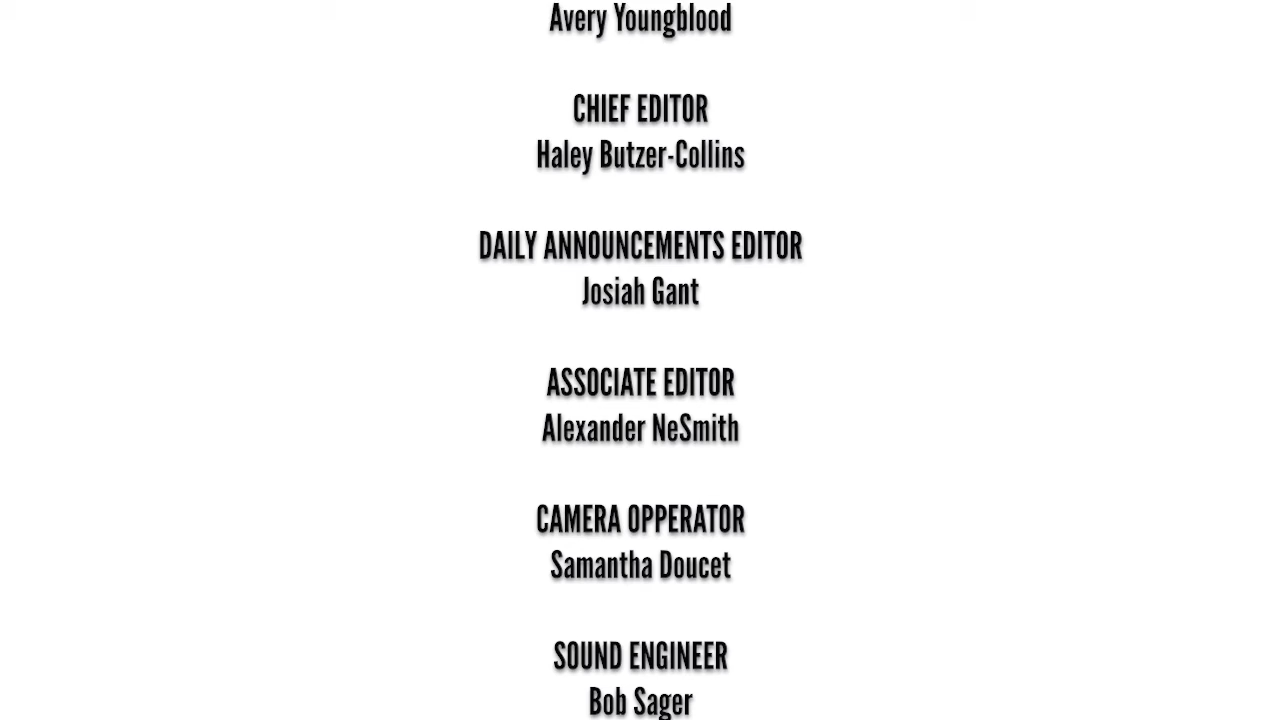 Avery Youngblood
CHIEF EDITOR
Haley Butzer-Collins
DAILY ANNOUNCEMENTS EDITOR
Josiah Gant
ASSOCIATE EDITOR
Alexander NeSmith
CAMERA OPPERATOR
Samantha Doucet
SOUND ENGINEER
Bob Sager